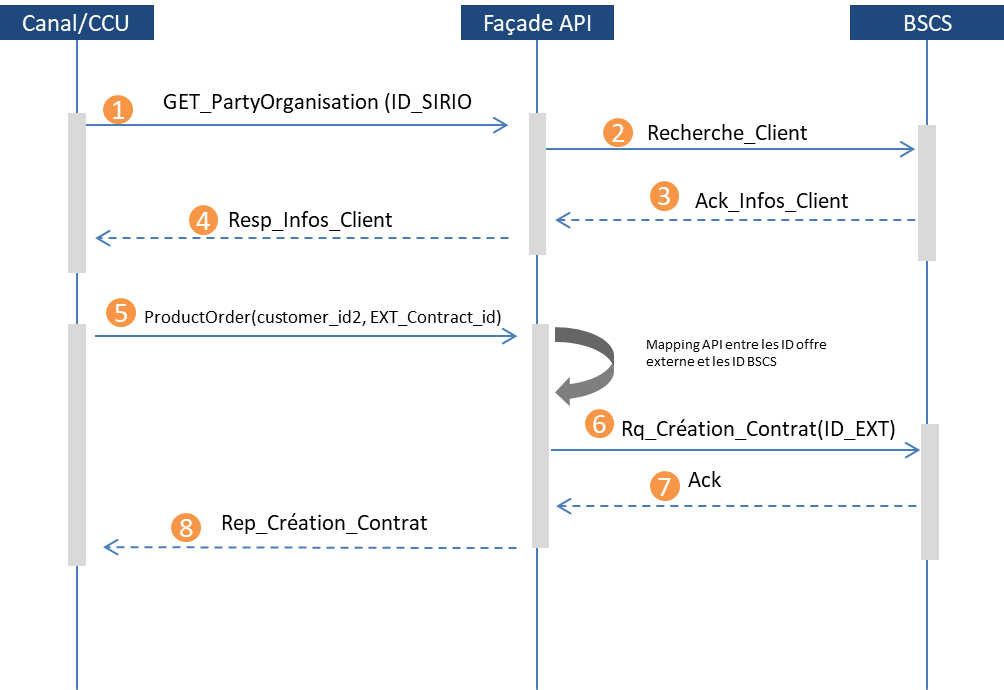 Canal/CCU
Façade API
BSCS
1
GET_PartyOrganisation (ID_SIRIO
2
Recherche_Client
3
Ack_Infos_Client
4
Resp_Infos_Client
5
ProductOrder(customer_id2, EXT_Contract_id)
Mapping API entre les ID offre
externe et les ID BSCS
6
Rq_Création_Contrat(ID_EXT)
7
Ack
8
Rep_Création_Contrat